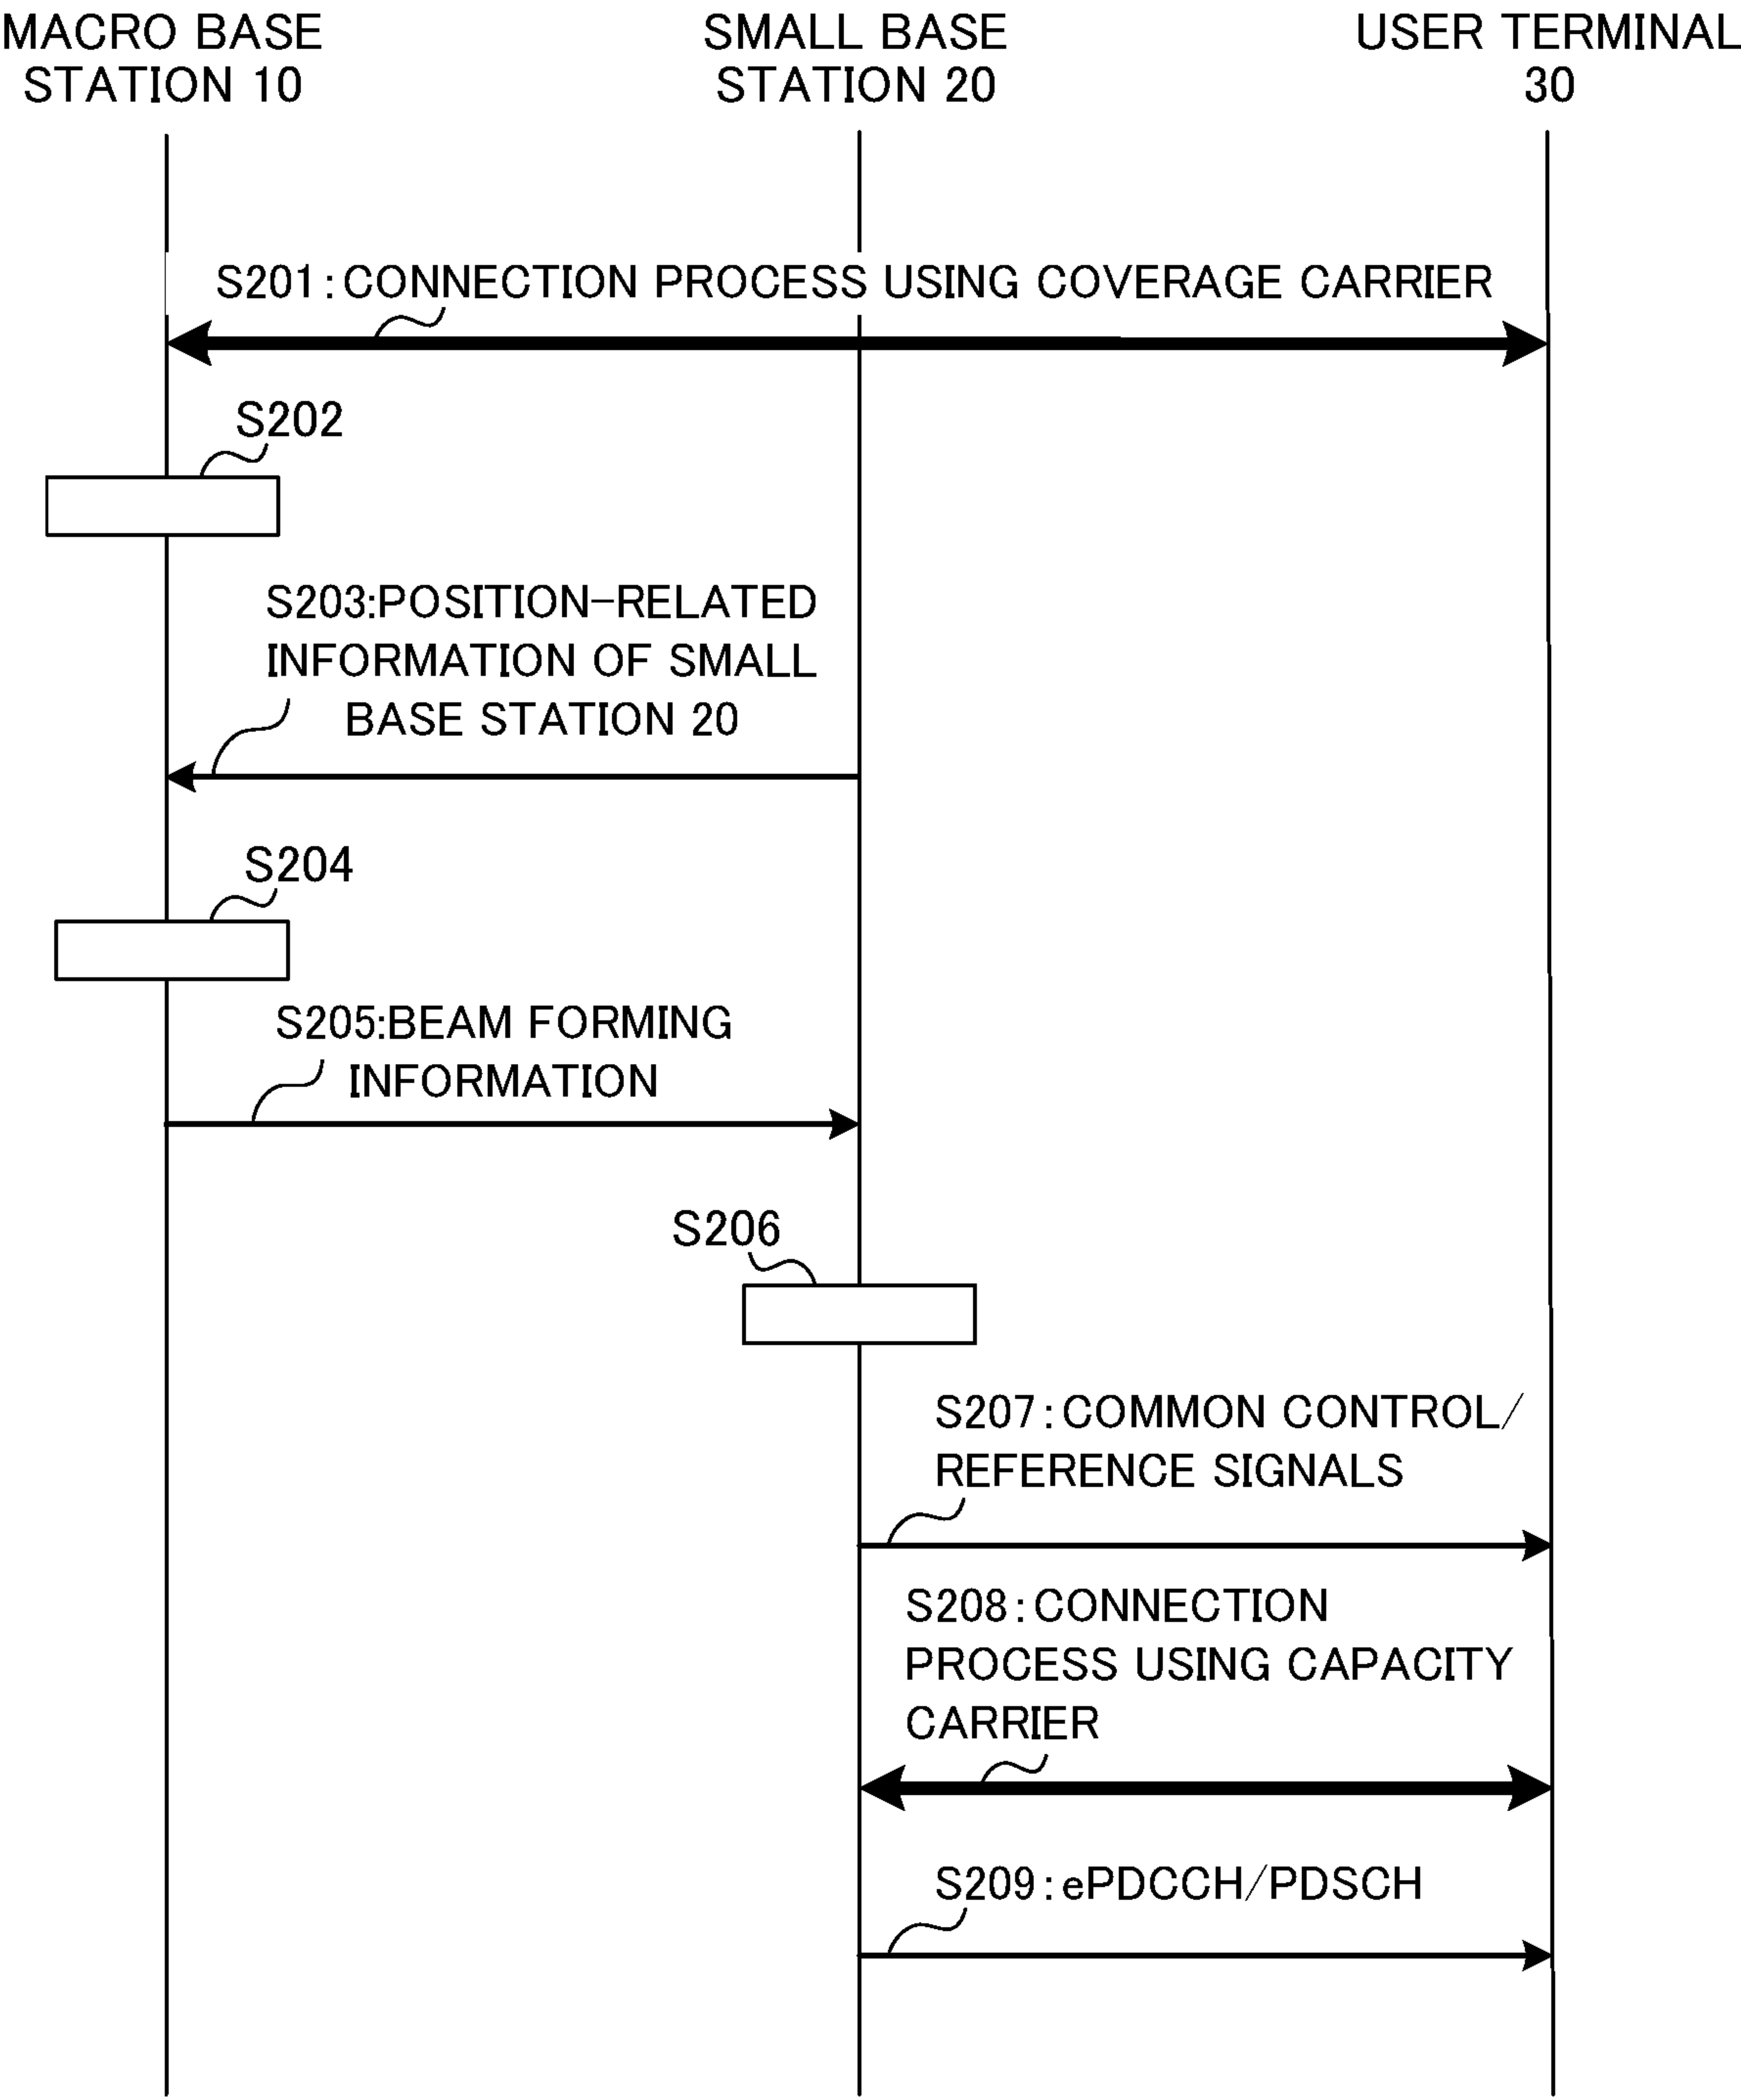 MACRO BASE
STATION 10
SMALL BASE
STATION 20
USER TERMINAL
30
S201:CONNECTION PROCESS USING COVERAGE CARRIER
S202
S203:POSITION-RELATED
INFORMATION OF SMALL
BASE STATION 20
S204
S205:BEAM FORMING
INFORMATION
S206
S207:COMMON CONTROL/
REFERENCE SIGNALS
S208:CONNECTION
PROCESS USING CAPACITY
CARRIER
S209:ePDCCH/PDSCH